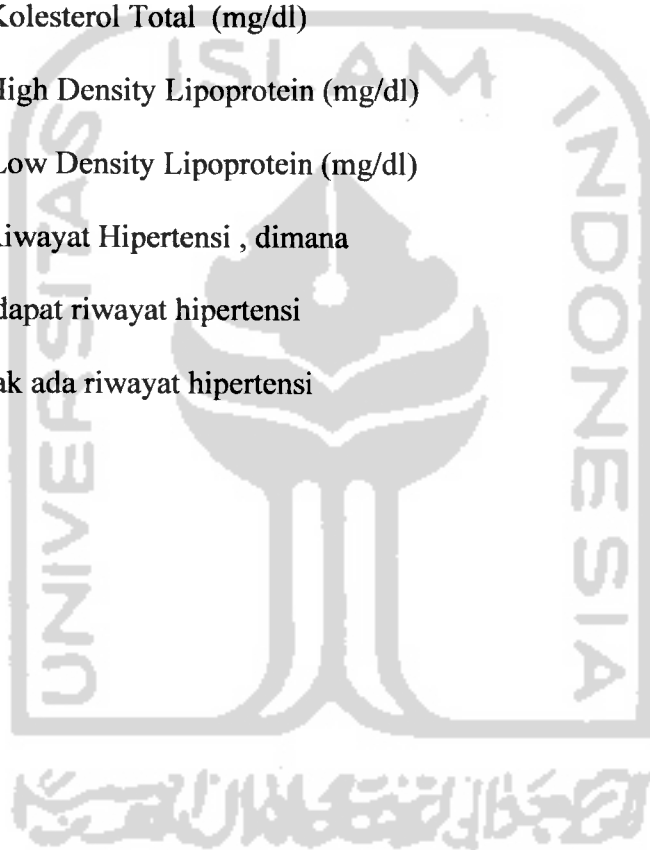 Kolesterol Total (mg/dl)
High Density Lipoprotein (mg/dl)
Low Density Lipoprotein (mg/dl)
Riwayat Hipertensi , dimana
dapat riwayat hipertensi
ak ada riwayat hipertensi
ISLAM
UNIVERSITAS
INDONESIA